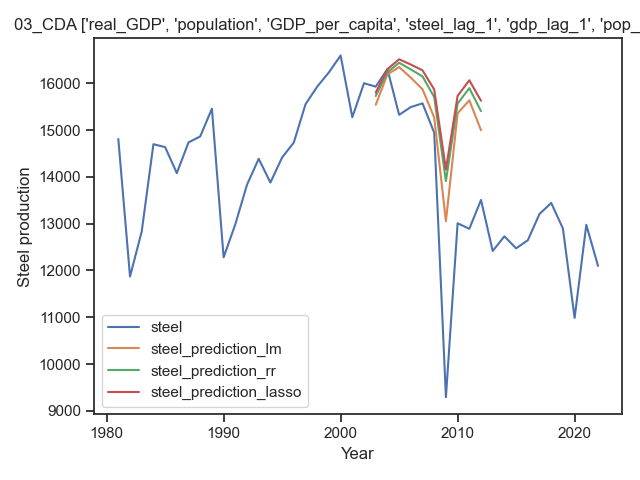 03_CDA ['real_GDP', 'population', 'GDP_per_capita', 'steel_lag_1', 'gdp_lag_1', 'pop_
16000
15000
14000
13000
12000
11000
10000
9000
Steel production
steel
steel_prediction_lm
steel_prediction_rr
steel_prediction_lasso
1980
1990
2000
2010
2020
Year